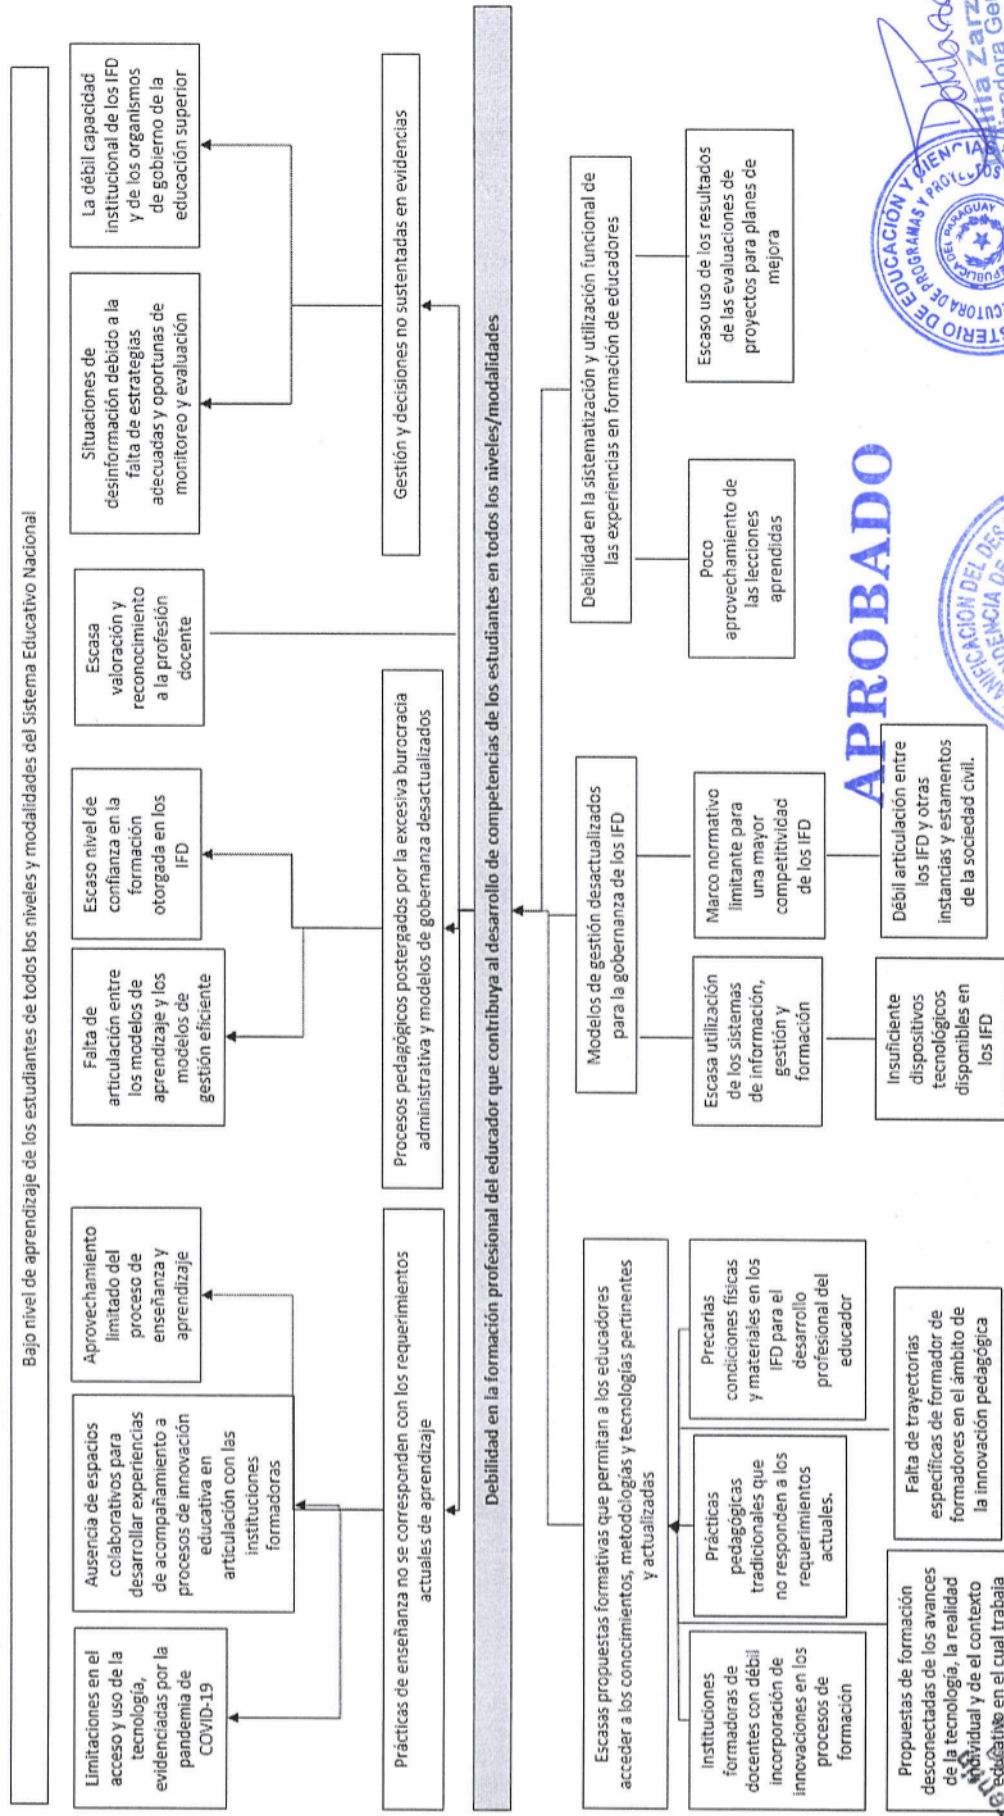 Bajo nivel de aprendizaje de los estudiantes de todos los niveles y modalidades del Sistema Educativo Nacional
Limitaciones en el
acceso y uso de la
tecnología,
evidenciadas por la
pandemia de
COVID-19
Ausencia de espacios
colaborativos para
desarrollar experiencias
de acompañamiento a
procesos de innovación
educativa en
articulación con las
instituciones
formadoras
Aprovechamiento
limitado del
proceso de
enseñanza y
aprendizaje
Falta de
articulación entre
los modelos de
aprendizaje y los
modelos de
gestión eficiente
Escaso nivel de
confianza en la
formación
otorgada en los
IFD
Escasa
valoración y
reconocimiento
a la profesión
docente
Situaciones de
desinformación debido a la
falta de estrategias
adecuadas y oportunas de
monitoreo y evaluación
La débil capacidad
institucional de los IFD
y de los organismos
de gobierno de la
educación superior
Prácticas de enseñanza no se corresponden con los requerimientos
actuales de aprendizaje
Procesos pedagógicos postergados por la excesiva burocracia
administrativa y modelos de gobernanza desactualizados
Gestión y decisiones no sustentadas en evidencias
Debilidad en la formación profesional del educador que contribuya al desarrollo de competencias de los estudiantes en todos los niveles/modalidades
Escasas propuestas formativas que permitan a los educadores
acceder a los conocimientos, metodologías y tecnologías pertinentes
y actualizadas
Modelos de gestión desactualizados
para la gobernanza de los IFD
Debilidad en la sistematización y utilización funcional de
las experiencias en formación de educadores
Instituciones
formadoras de
docentes con débil
incorporación de
innovaciones en los
procesos de
formación
Prácticas
pedagógicas
tradicionales que
no responden a los
requerimientos
actuales.
Precarias
condiciones físicas
y materiales en los
IFD para el
desarrollo
profesional del
educador
Escasa utilización
de los sistemas
de información,
gestión y
formación
Marco normativo
limitante para
una mayor
competitividad
de los IFD
Poco
aprovechamiento de
las lecciones
aprendidas
Escaso uso de los resultados
de las evaluaciones de
proyectos para planes de
mejora
Propuestas de formación
desconectadas de los avances
de la tecnología, la realidad
individual y de el contexto
educativo en el cual trabaja
Falta de trayectorias
específicas de formador de
formadores en el ámbito de
la innovación pedagógica
Insuficiente
dispositivos
tecnológicos
disponibles en
los IFD
Débil articulación entre
los IFD y otras
instancias y estamentos
de la sociedad civil.
APROBADO
STERIO DE EDUCACION Y CIENCIAS
CUTORA DE PROGRAMAS Y PROYECTOS
REPUBLICA DEL PARAGUAY
ANIFICACION DEL DES